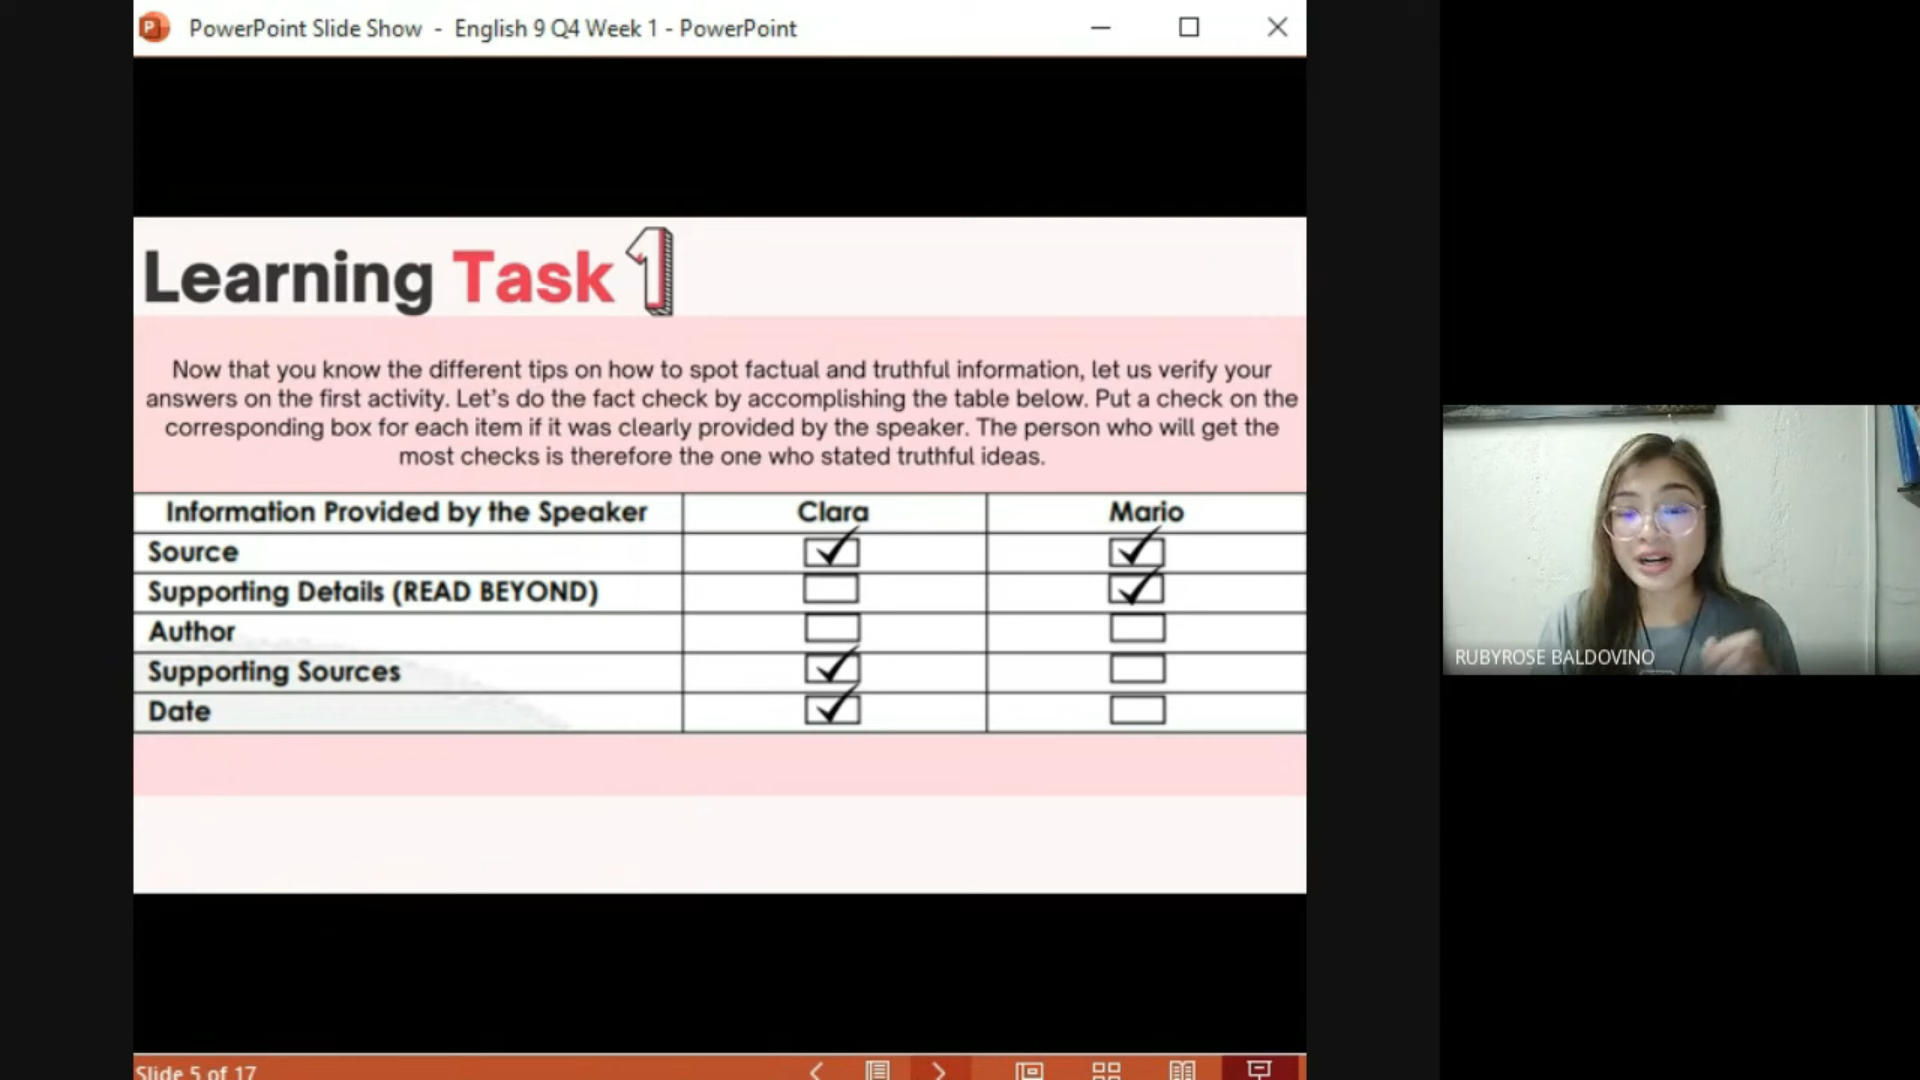 PowerPoint Slide Show - English 9 Q4 Week 1 - PowerPoint
Learning Task 1
Now that you know the different tips on how to spot factual and truthful information, let us verify your
answers on the first activity. Let's do the fact check by accomplishing the table below. Put a check on the
corresponding box for each item if it was clearly provided by the speaker. The person who will get the
most checks is therefore the one who stated truthful ideas.
Information Provided by the Speaker Clara Mario
Source
Supporting Details (READ BEYOND)
Author
Supporting Sources
Date
RUBYROSE BALDOVINO
Slide 5 of 17